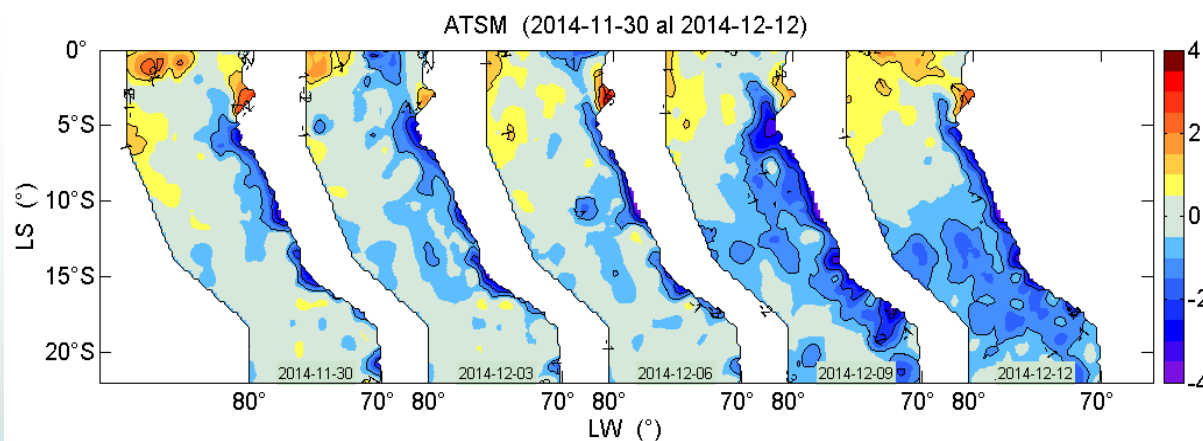 ATSM (2014-11-30 al 2014-12-12)
0°
5°S
10°S
15°S
20°S
LS (°)
2014-11-30 2014-12-03 2014-12-06 2014-12-09 2014-12-12
80° 70° 80° 70° 80° 70° 80° 70° 80° 70°
LW (°)
4
2
0
-2
-4